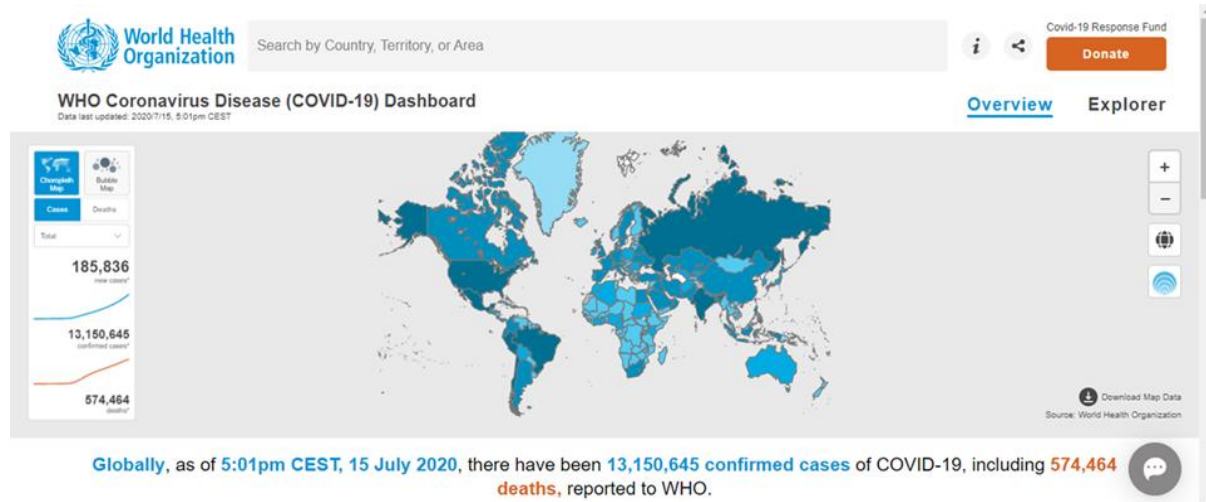 World Health
Organization
Search by Country, Territory, or Area
i
Covid-19 Response Fund
Donate
WHO Coronavirus Disease (COVID-19) Dashboard
Data last updated: 2020/7/15, 5:01pm CEST
Overview
Explorer
Choropleth
Map
Bubble
Map
Cases
Deaths
Total
185,836
new cases*
13,150,645
confirmed cases*
574,464
deaths*
+
−
Download Map Data
Source: World Health Organization
Globally, as of 5:01pm CEST, 15 July 2020, there have been 13,150,645 confirmed cases of COVID-19, including 574,464
deaths, reported to WHO.